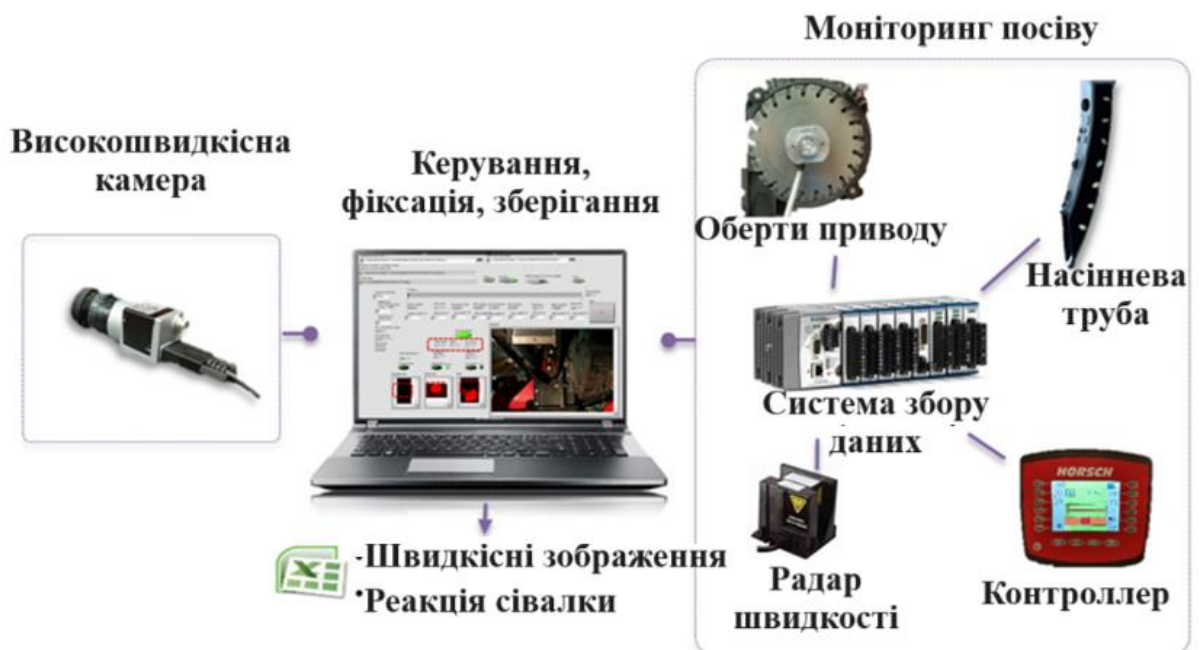 Моніторинг посіву
Високошвидкісна
камера
Керування,
фіксація, зберігання
Оберти приводу
Насіннева
труба
Система збору
даних
HORSCH
Радар
швидкості
Контроллер
-Швидкісні зображення
•Реакція сівалки